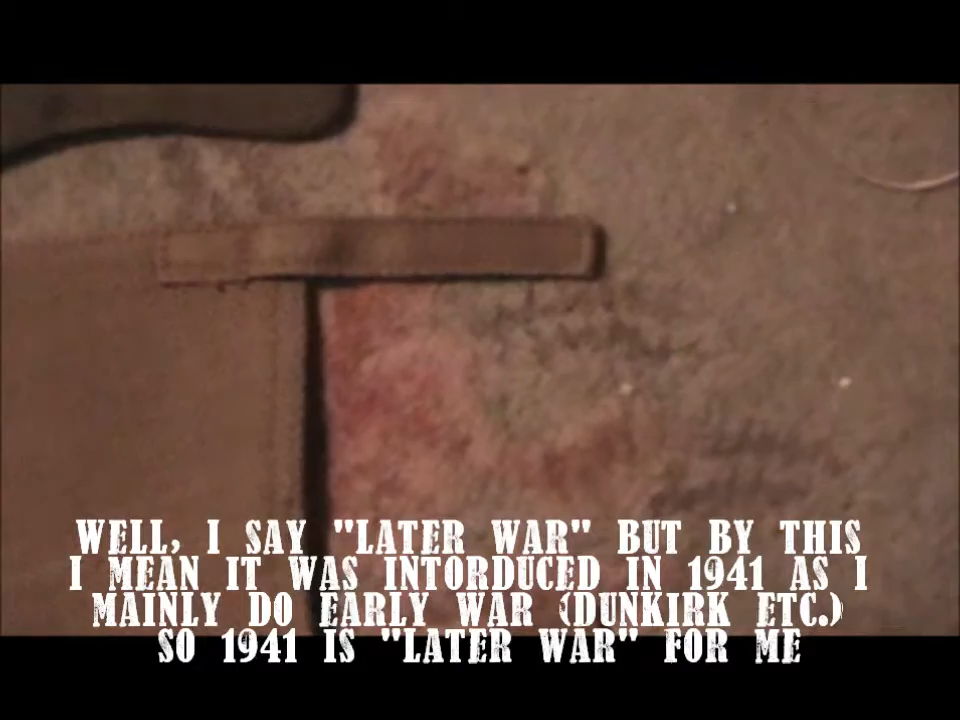 WELL, I SAY "LATER WAR" BUT BY THIS
I MEAN IT WAS INTORDUCED IN 1941 AS I
MAINLY DO EARLY WAR (DUNKIRK ETC.)
SO 1941 IS "LATER WAR" FOR ME